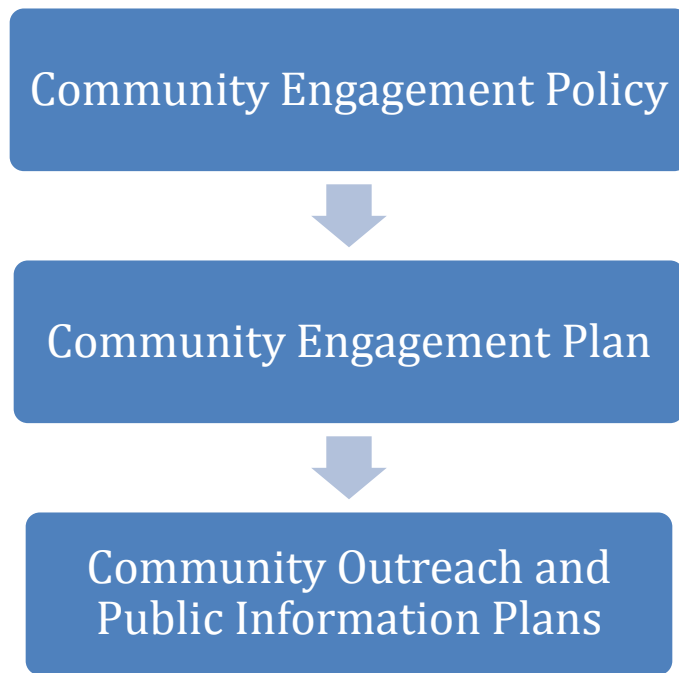 Community Engagement Policy
Community Engagement Plan
Community Outreach and
Public Information Plans